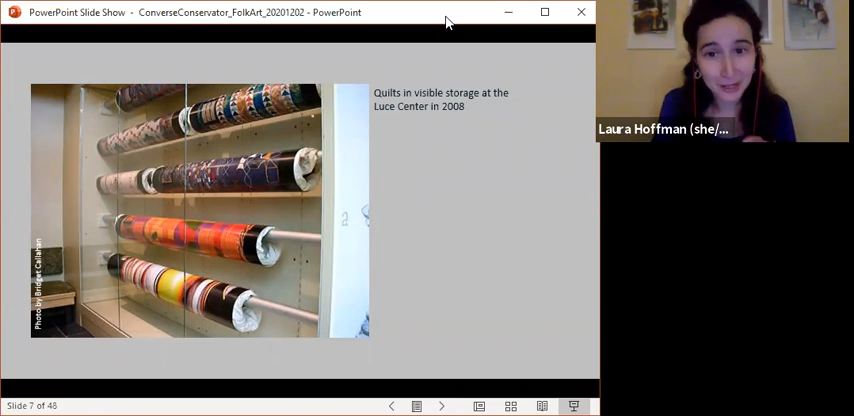 PowerPoint Slide Show - ConverseConservator_FolkArt_20201202 - PowerPoint
Quilts in visible storage at the
Luce Center in 2008
Photo by Bridget Callahan
Laura Hoffman (she/...
Slide 7 of 48